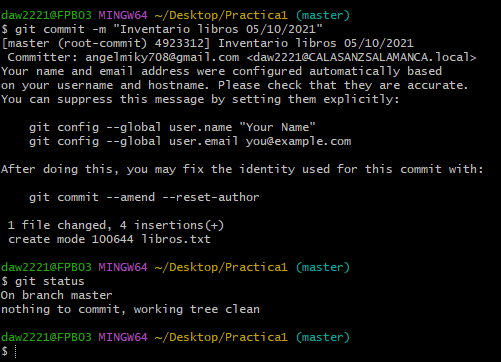 daw2221@FPB03 MINGW64 ~/Desktop/Practica1 (master)
$ git commit -m "Inventario libros 05/10/2021"
[master (root-commit) 4923312] Inventario libros 05/10/2021
 Committer: angelmiky708@gmail.com <daw2221@CALASANZSALAMANCA.local>
Your name and email address were configured automatically based
on your username and hostname. Please check that they are accurate.
You can suppress this message by setting them explicitly:

    git config --global user.name "Your Name"
    git config --global user.email you@example.com

After doing this, you may fix the identity used for this commit with:

    git commit --amend --reset-author

 1 file changed, 4 insertions(+)
 create mode 100644 libros.txt

daw2221@FPB03 MINGW64 ~/Desktop/Practica1 (master)
$ git status
On branch master
nothing to commit, working tree clean

daw2221@FPB03 MINGW64 ~/Desktop/Practica1 (master)
$